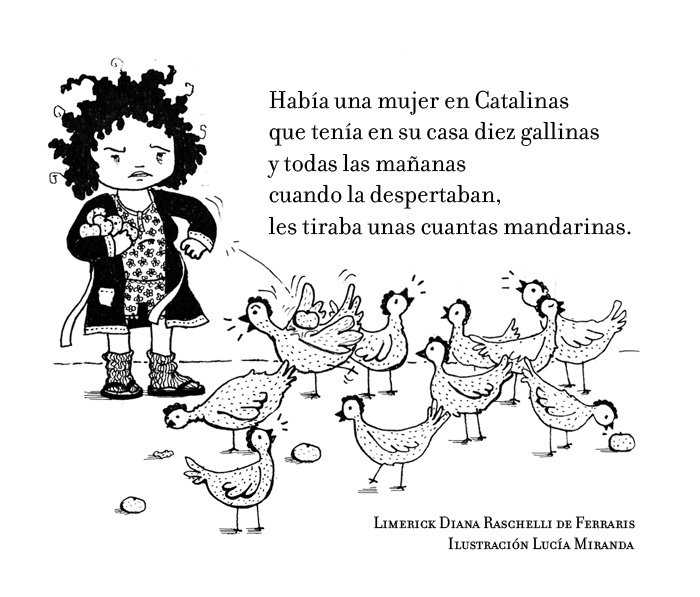 Había una mujer en Catalinas
que tenía en su casa diez gallinas
y todas las mañanas
cuando la despertaban,
les tiraba unas cuantas mandarinas.
Limerick Diana Raschelli de Ferraris
Ilustración Lucía Miranda